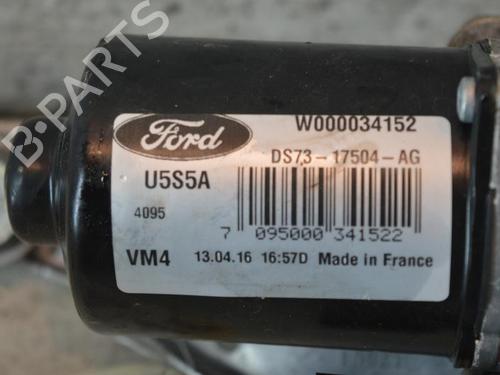 B-PARTS
Ford
W000034152
DS73-17504-AG
U5S5A
4095
7 095000 341522
VM4 13.04.16 16:57D Made in France